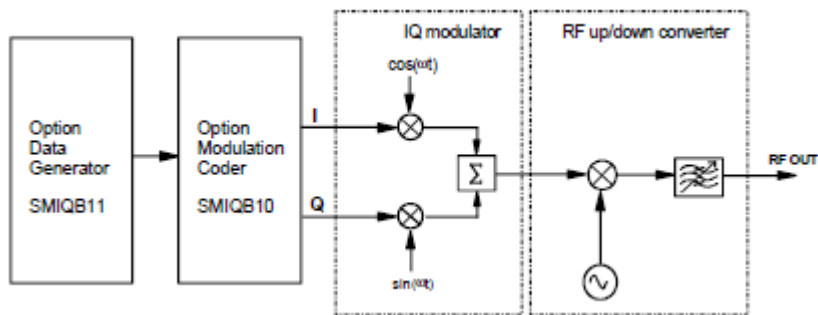 IQ modulator
RF up/down converter
cos(ωt)
I
Option
Data
Generator
SMIQB11
Option
Modulation
Coder
SMIQB10
Σ
RF OUT
Q
sin(ωt)